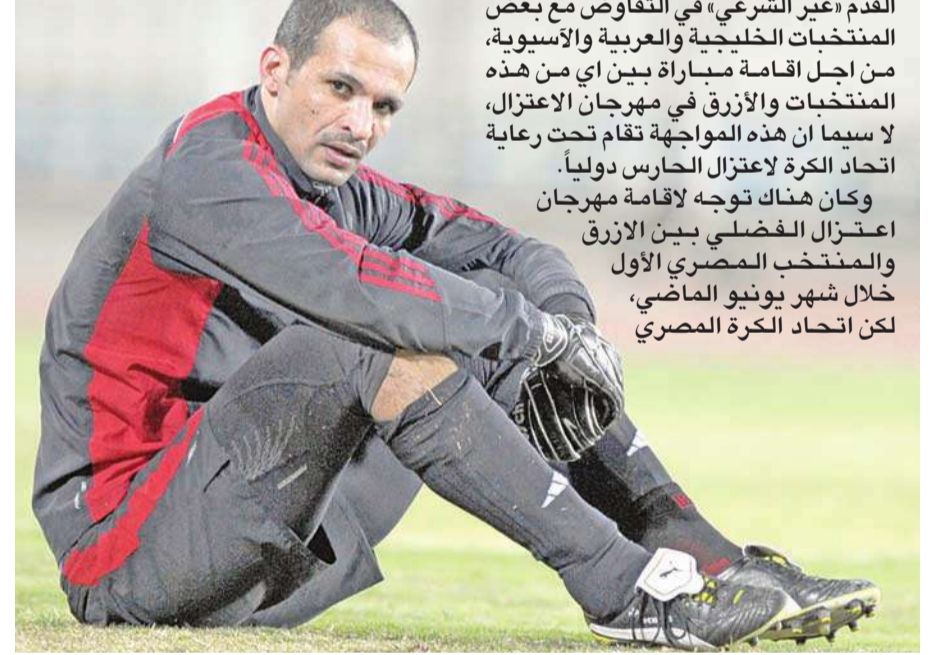 القدم «غير الشرعي» في التفاوض مع بعض
المنتخبات الخليجية والعربية والآسيوية،
من اجل اقامة مباراة بين اي من هذه
المنتخبات والأزرق في مهرجان الاعتزال،
لا سيما ان هذه المواجهة تقام تحت رعاية
اتحاد الكرة لاعتزال الحارس دولياً.
وكان هناك توجه لاقامة مهرجان
اعتزال الفضلي بين الازرق
والمنتخب المصري الأول
خلال شهر يونيو الماضي،
لكن اتحاد الكرة المصري